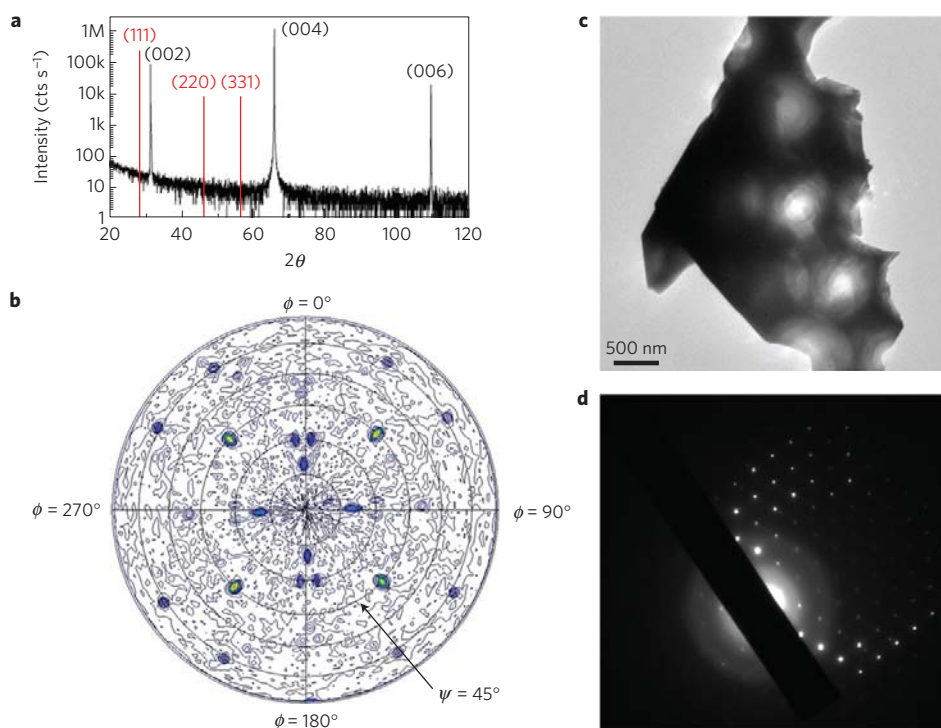 a
Intensity (cts s⁻¹)
1M
100k
10k
1k
100
10
1
(111)
(002)
(220) (331)
(004)
(006)
20 40 60 80 100 120
2θ
b
ϕ = 0°
ϕ = 270°
ϕ = 90°
ψ = 45°
ϕ = 180°
c
500 nm
d